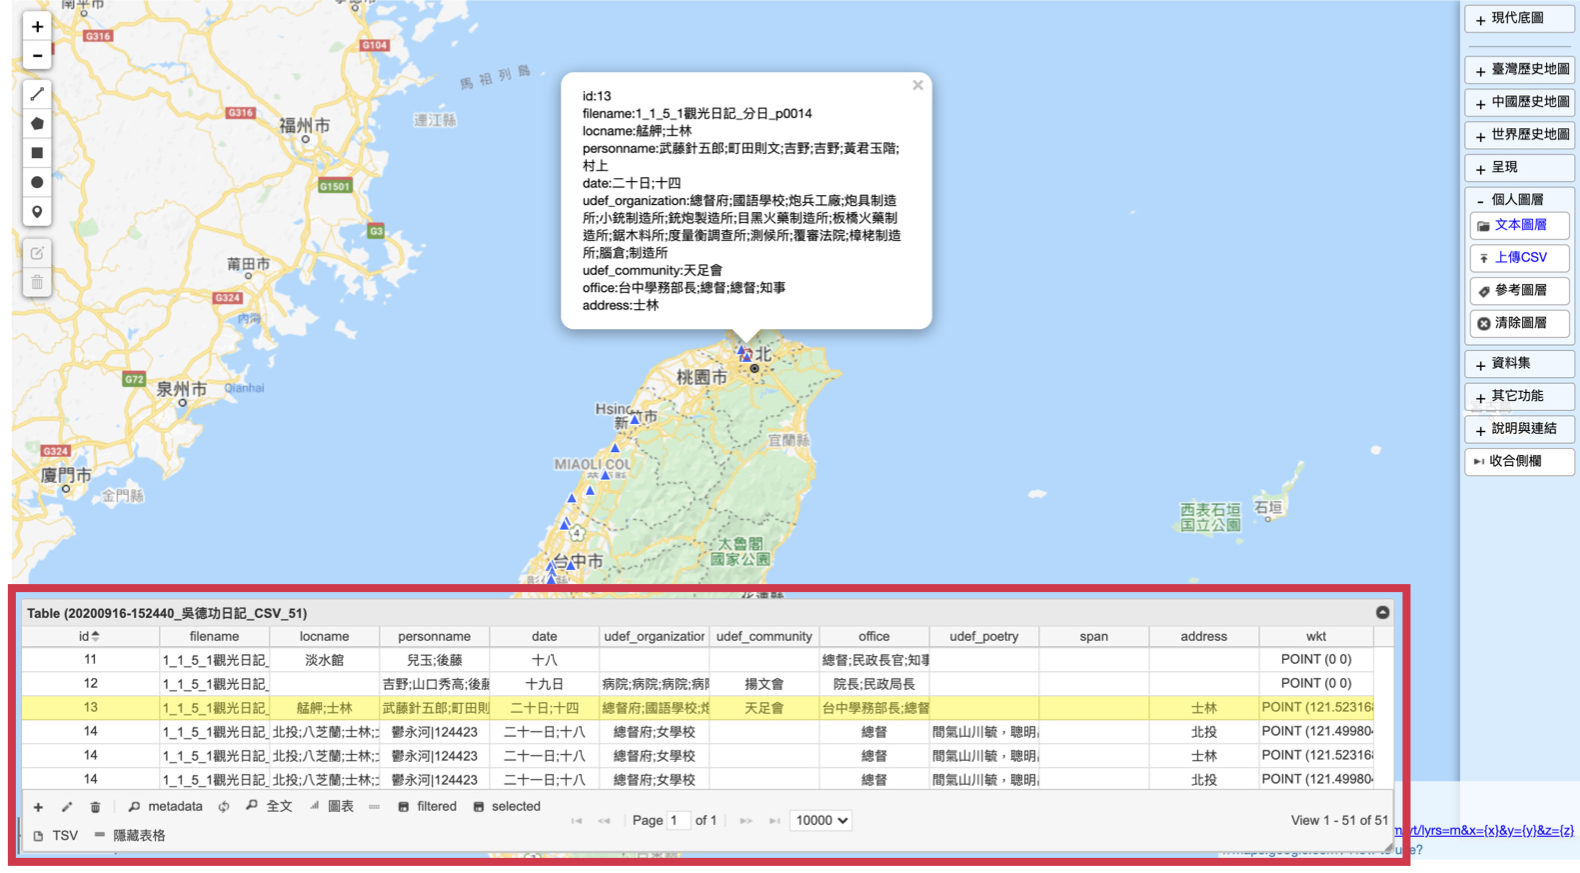 南平市
G316
G104
馬祖列島
G316
福州市
連江縣
G1501
G3
莆田市
G324
內海
G72
泉州市
Qianhai
G324
廈門市
金門縣
id:13
filename:1_1_5_1觀光日記_分日_p0014
locname:艋舺;士林
personname:武藤針五郎;町田則文;吉野;吉野;黃君玉階;
村上
date:二十日;十四
udef_organization:總督府;國語學校;炮兵工廠;炮具制造
所;小銃制造所;銃炮製造所;目黑火藥制造所;板橋火藥制
造所;鋸木料所;度量衡調查所;測候所;覆審法院;樟栳制造
所;腦倉;制造所
udef_community:天足會
office:台中學務部長;總督;總督;知事
address:士林
北
桃園市
Hsinc
新竹市
宜蘭縣
MIAOLI COU
4
台中市
太魯閣
國家公園
西表石垣
国立公園
石垣
+ 現代底圖
+ 臺灣歷史地圖
+ 中國歷史地圖
+ 世界歷史地圖
+ 呈現
- 個人圖層
文本圖層
上傳CSV
參考圖層
清除圖層
+ 資料集
+ 其它功能
+ 說明與連結
收合側欄
Table (20200916-152440_吳德功日記_CSV_51)
id filename locname personname date udef_organization udef_community office udef_poetry span address wkt
11 1_1_5_1觀光日記_ 淡水館 兒玉;後藤 十八 總督;民政長官;知事 POINT (0 0)
12 1_1_5_1觀光日記_ 吉野;山口秀高;後藤 十九日 病院;病院;病院;病院 揚文會 院長;民政局長 POINT (0 0)
13 1_1_5_1觀光日記_ 艋舺;士林 武藤針五郎;町田則 二十日;十四 總督府;國語學校;炮 天足會 台中學務部長;總督 士林 POINT (121.52316
14 1_1_5_1觀光日記_ 北投;八芝蘭;士林; 鬱永河|124423 二十一日;十八 總督府;女學校 總督 間氣山川毓,聰明 北投 POINT (121.49980
14 1_1_5_1觀光日記_ 北投;八芝蘭;士林; 鬱永河|124423 二十一日;十八 總督府;女學校 總督 間氣山川毓,聰明 士林 POINT (121.52316
14 1_1_5_1觀光日記_ 北投;八芝蘭;士林; 鬱永河|124423 二十一日;十八 總督府;女學校 總督 間氣山川毓,聰明 北投 POINT (121.49980
metadata 全文 圖表 filtered selected
Page 1 of 1 10000 View 1 - 51 of 51
TSV 隱藏表格
/lyrs=m&x={x}&y={y}&z={z}